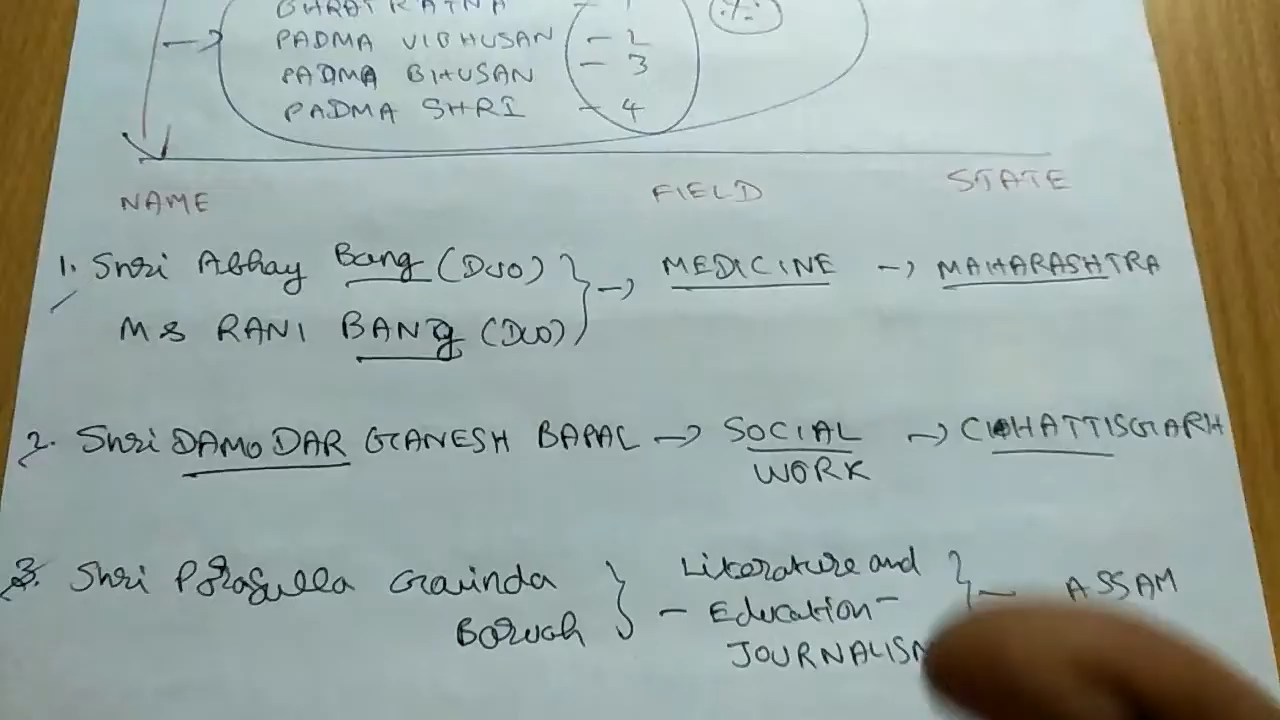 PADMA VIBHUSAN - 2
PADMA BHUSAN - 3
PADMA SHRI - 4
NAME FIELD STATE
1. Shri Abhay Bang (Duo) MEDICINE MAHARASHTRA
MS RANI BANg (DUO)
2. Shri DAMODAR GANESH BAPAL SOCIAL CHHATTISGARH
WORK
3. Shri Prafulla Literature and ASSAM
Boruah - Education -
JOURNALISM